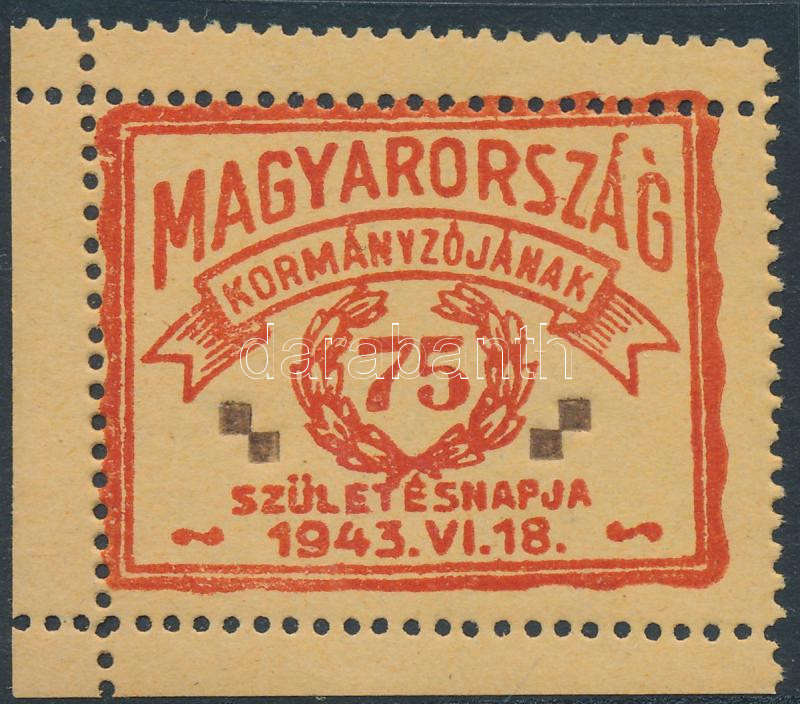 MAGYARORSZÁG
KORMÁNYZÓJÁNAK
75
darabanth
SZÜLETÉSNAPJA
1943.VI.18.